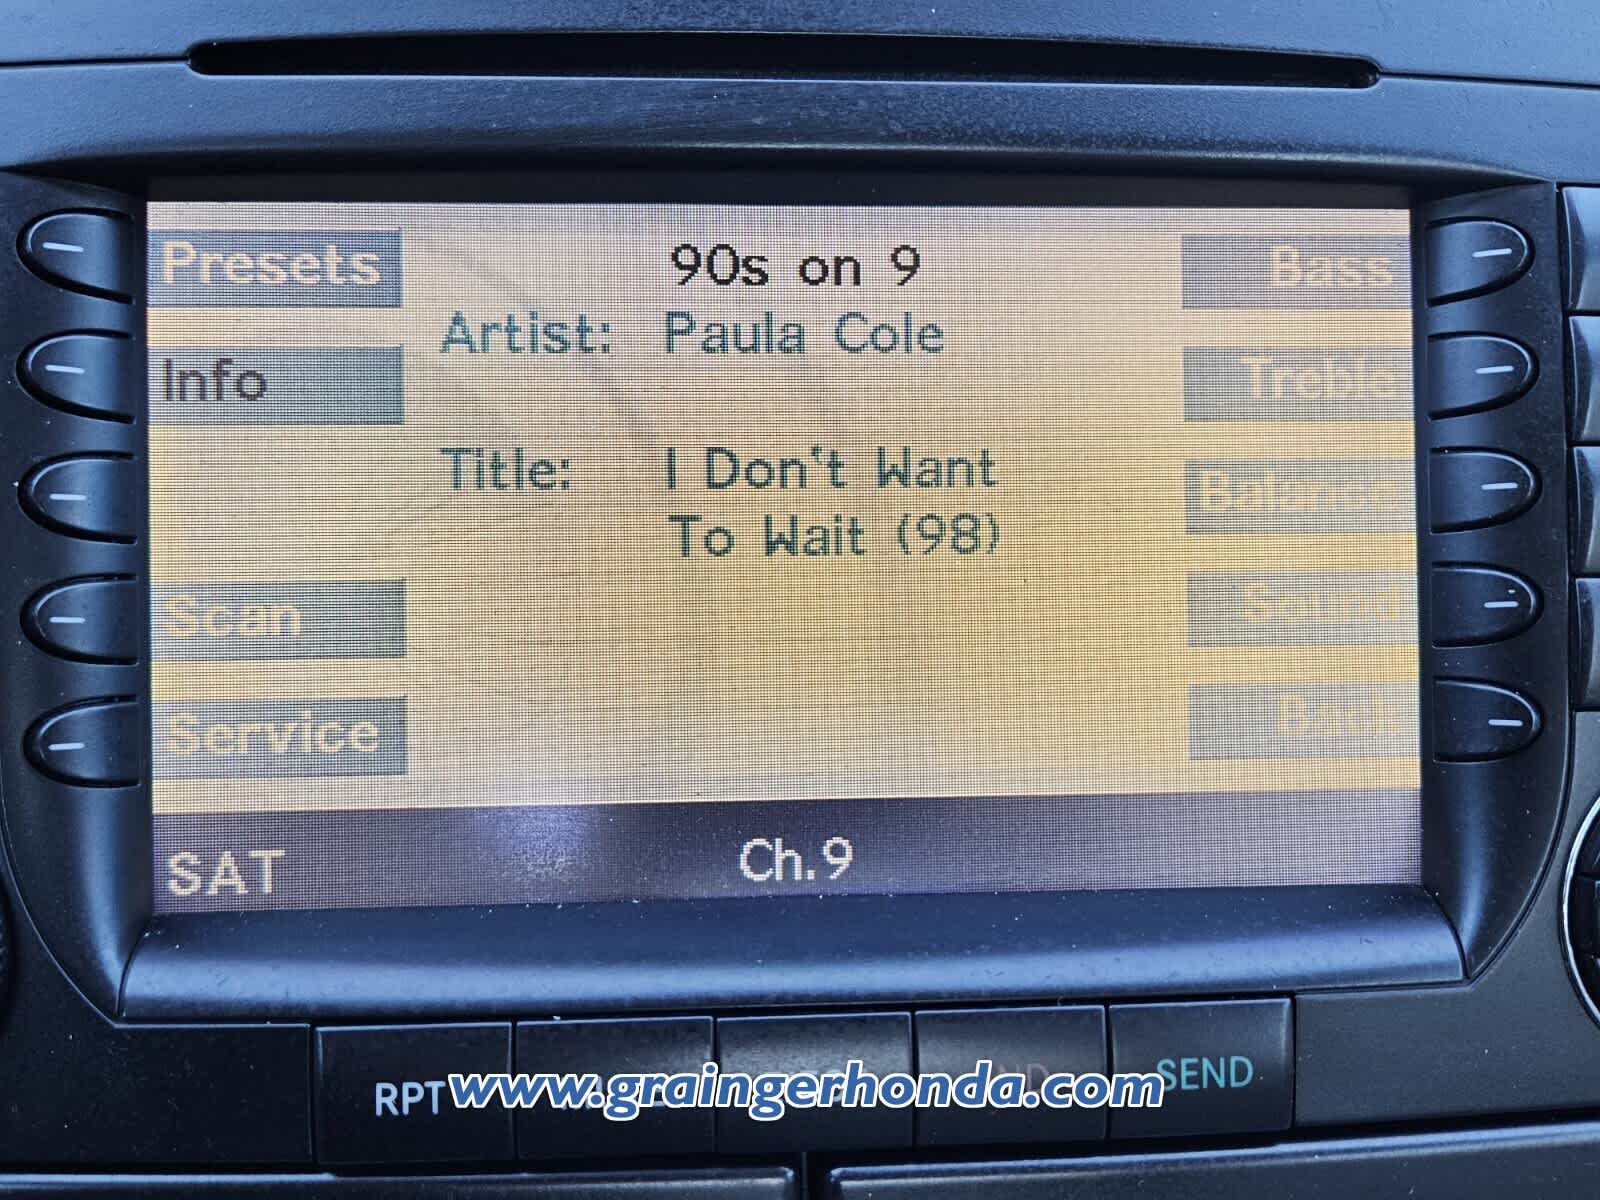 Presets
90s on 9
Bass
Artist: Paula Cole
Info
Treble
Title: I Don't Want
To Wait (98)
Balance
Scan
Sound
Service
Back
SAT
Ch.9
RPT
SEND
www.graingerhonda.com